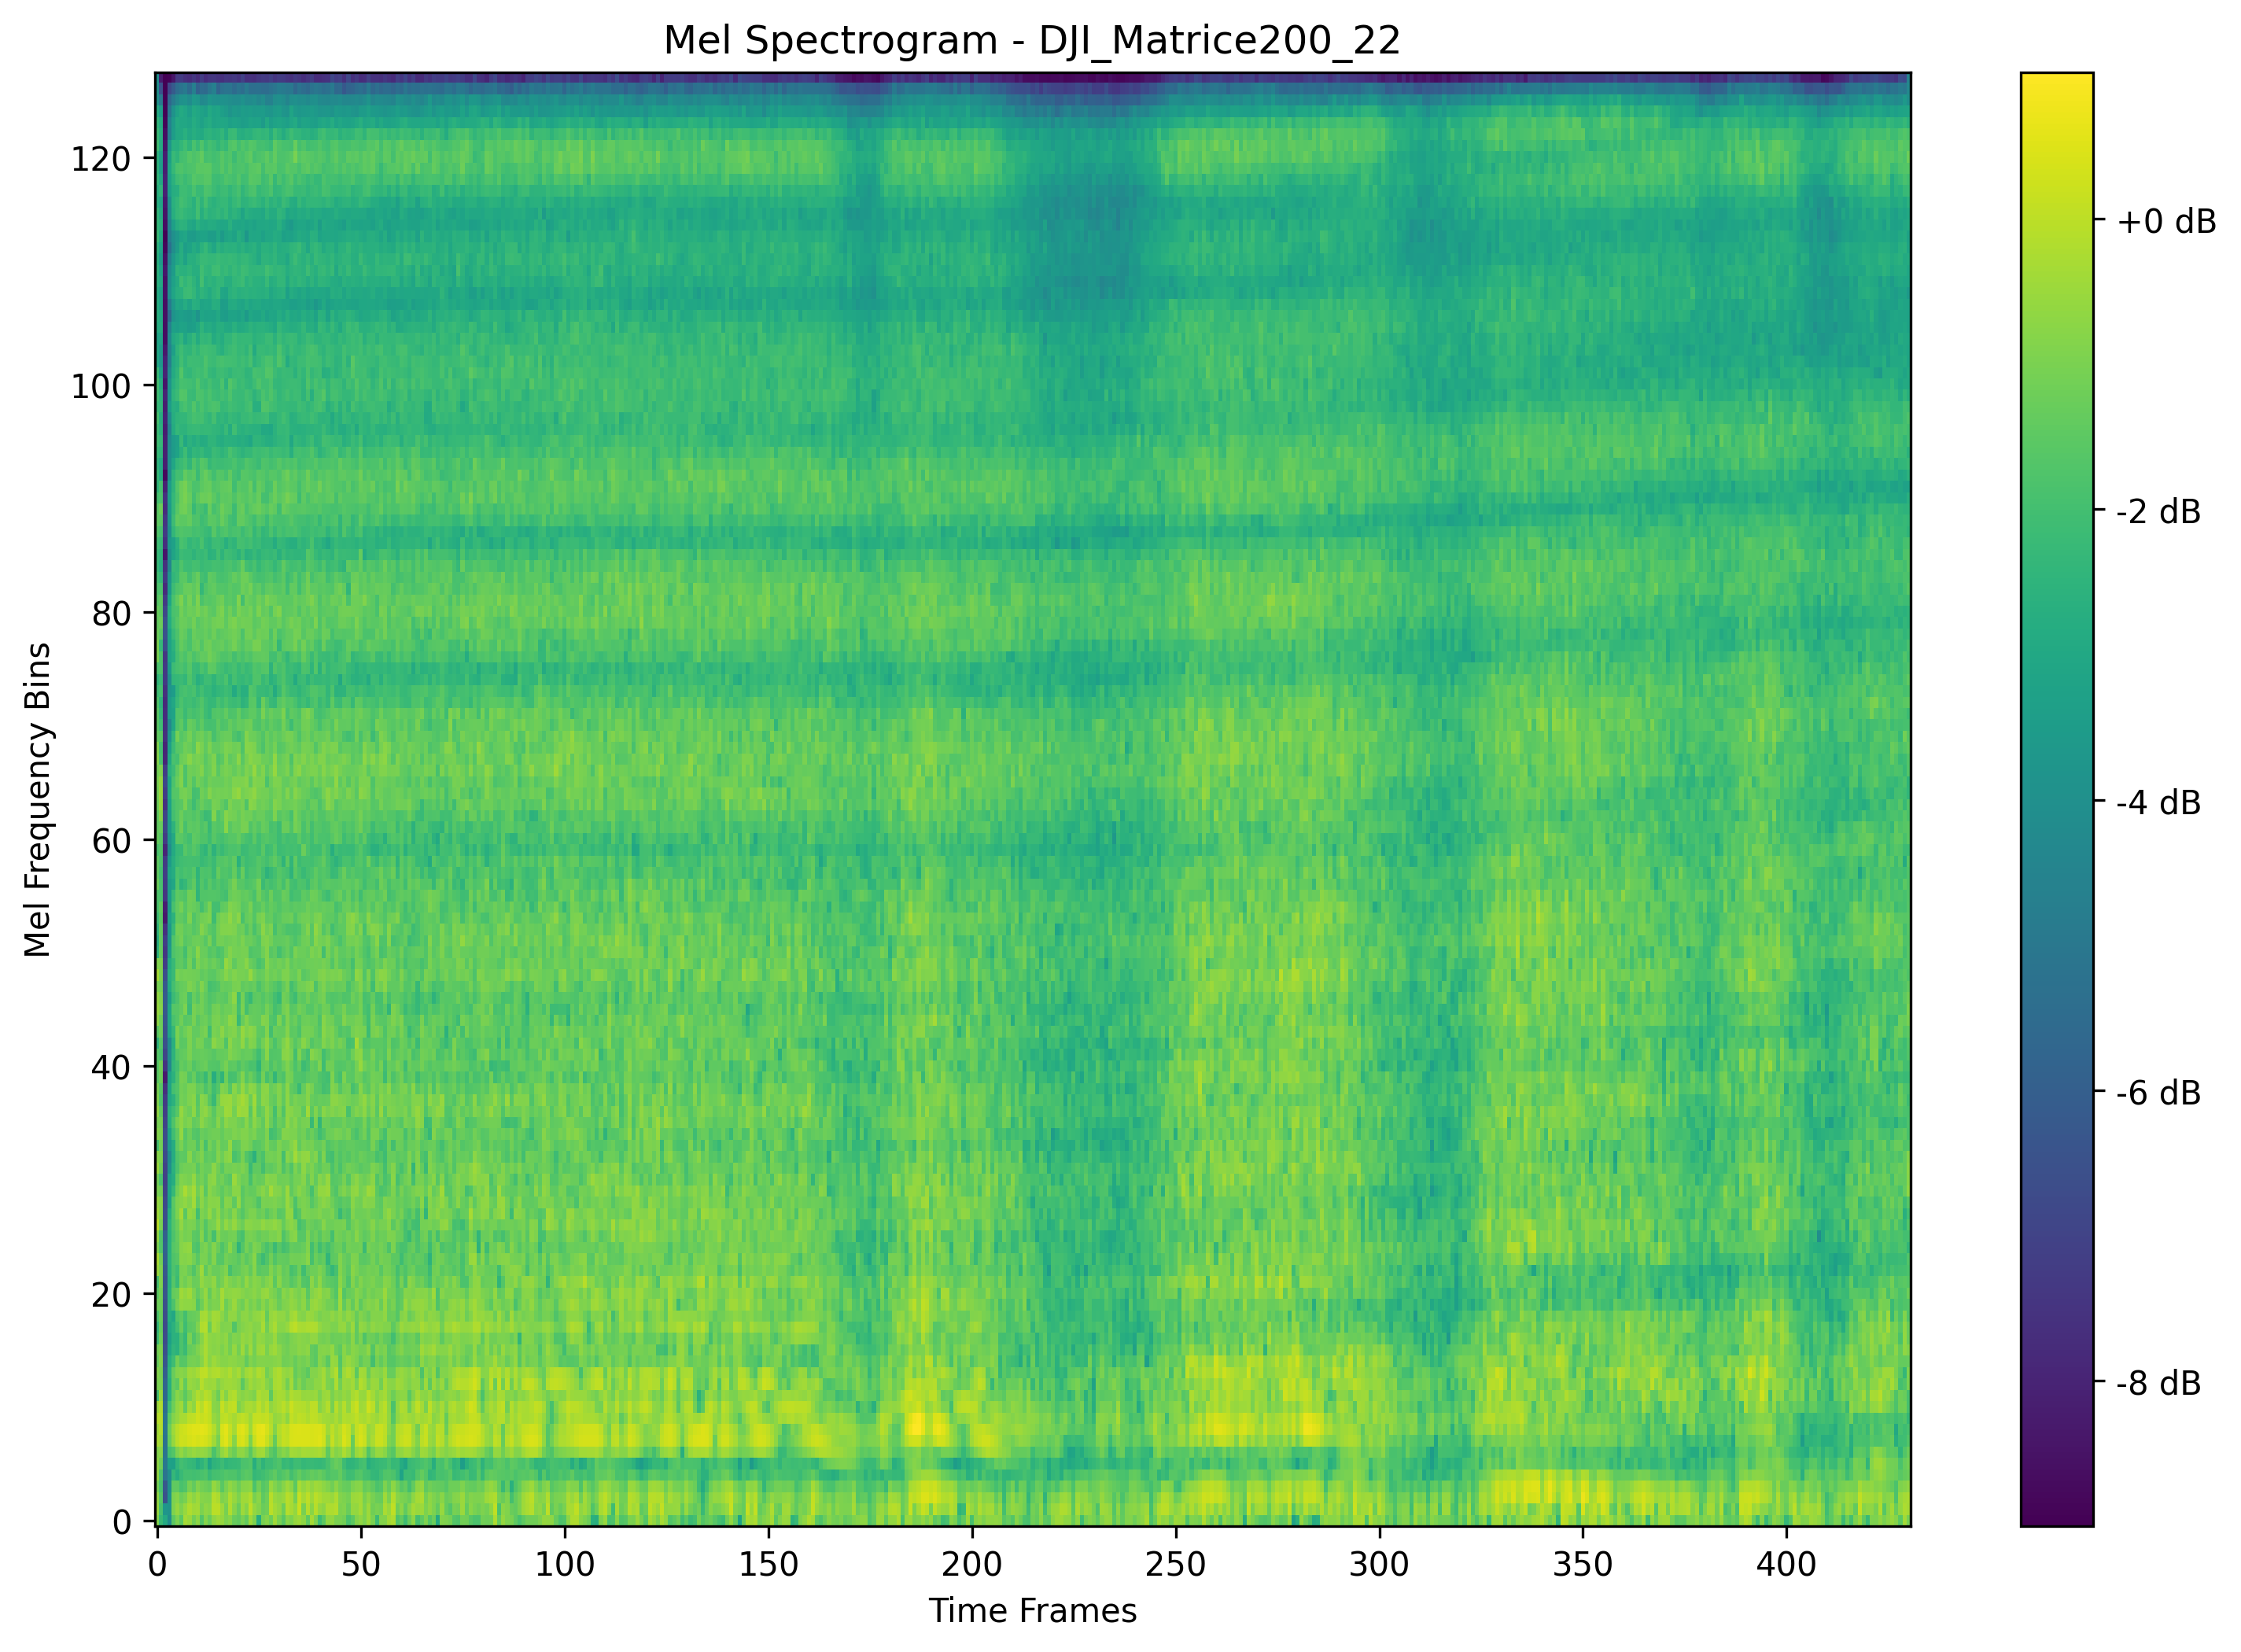 Mel Spectrogram - DJI_Matrice200_22
120
100
80
60
40
20
0
Mel Frequency Bins
0 50 100 150 200 250 300 350 400
Time Frames
+0 dB
-2 dB
-4 dB
-6 dB
-8 dB